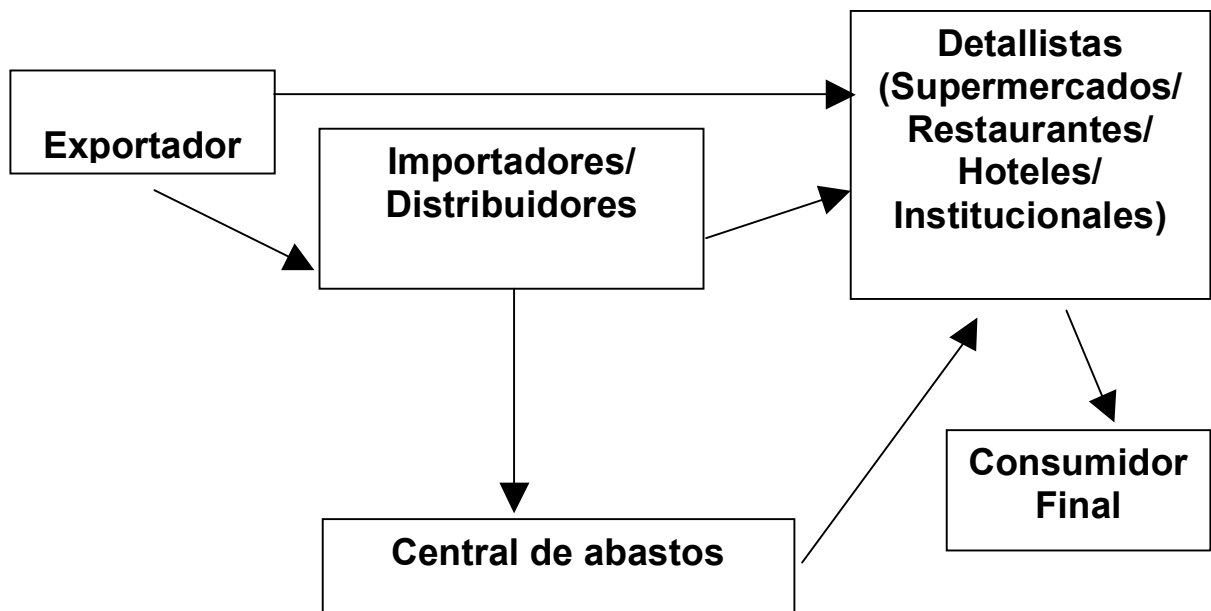 Exportador
Importadores/
Distribuidores
Detallistas
(Supermercados/
Restaurantes/
Hoteles/
Institucionales)
Central de abastos
Consumidor
Final